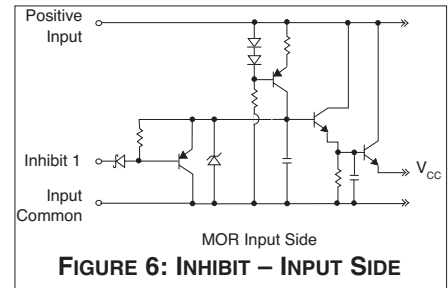 Positive
Input
Inhibit 1
Input
Common
VCC
MOR Input Side
FIGURE 6: INHIBIT – INPUT SIDE